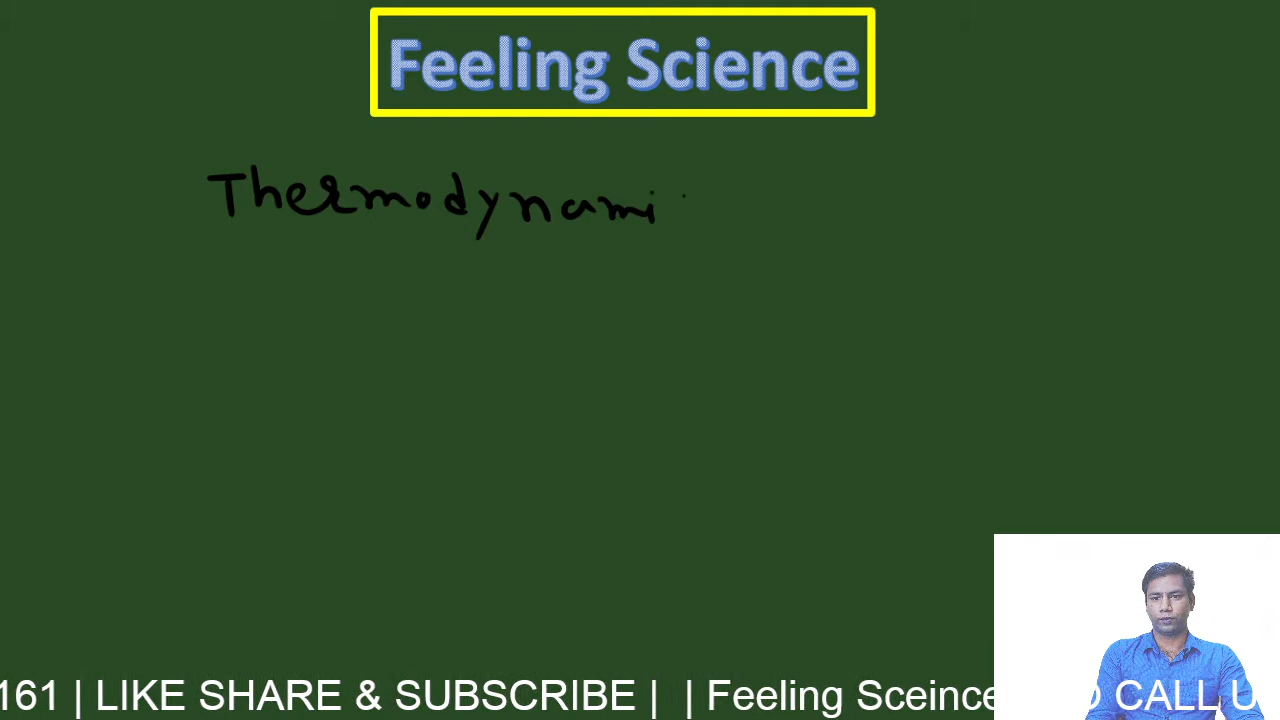 Feeling Science
Thermodynami
161 | LIKE SHARE & SUBSCRIBE | | Feeling Sceince D CALL U